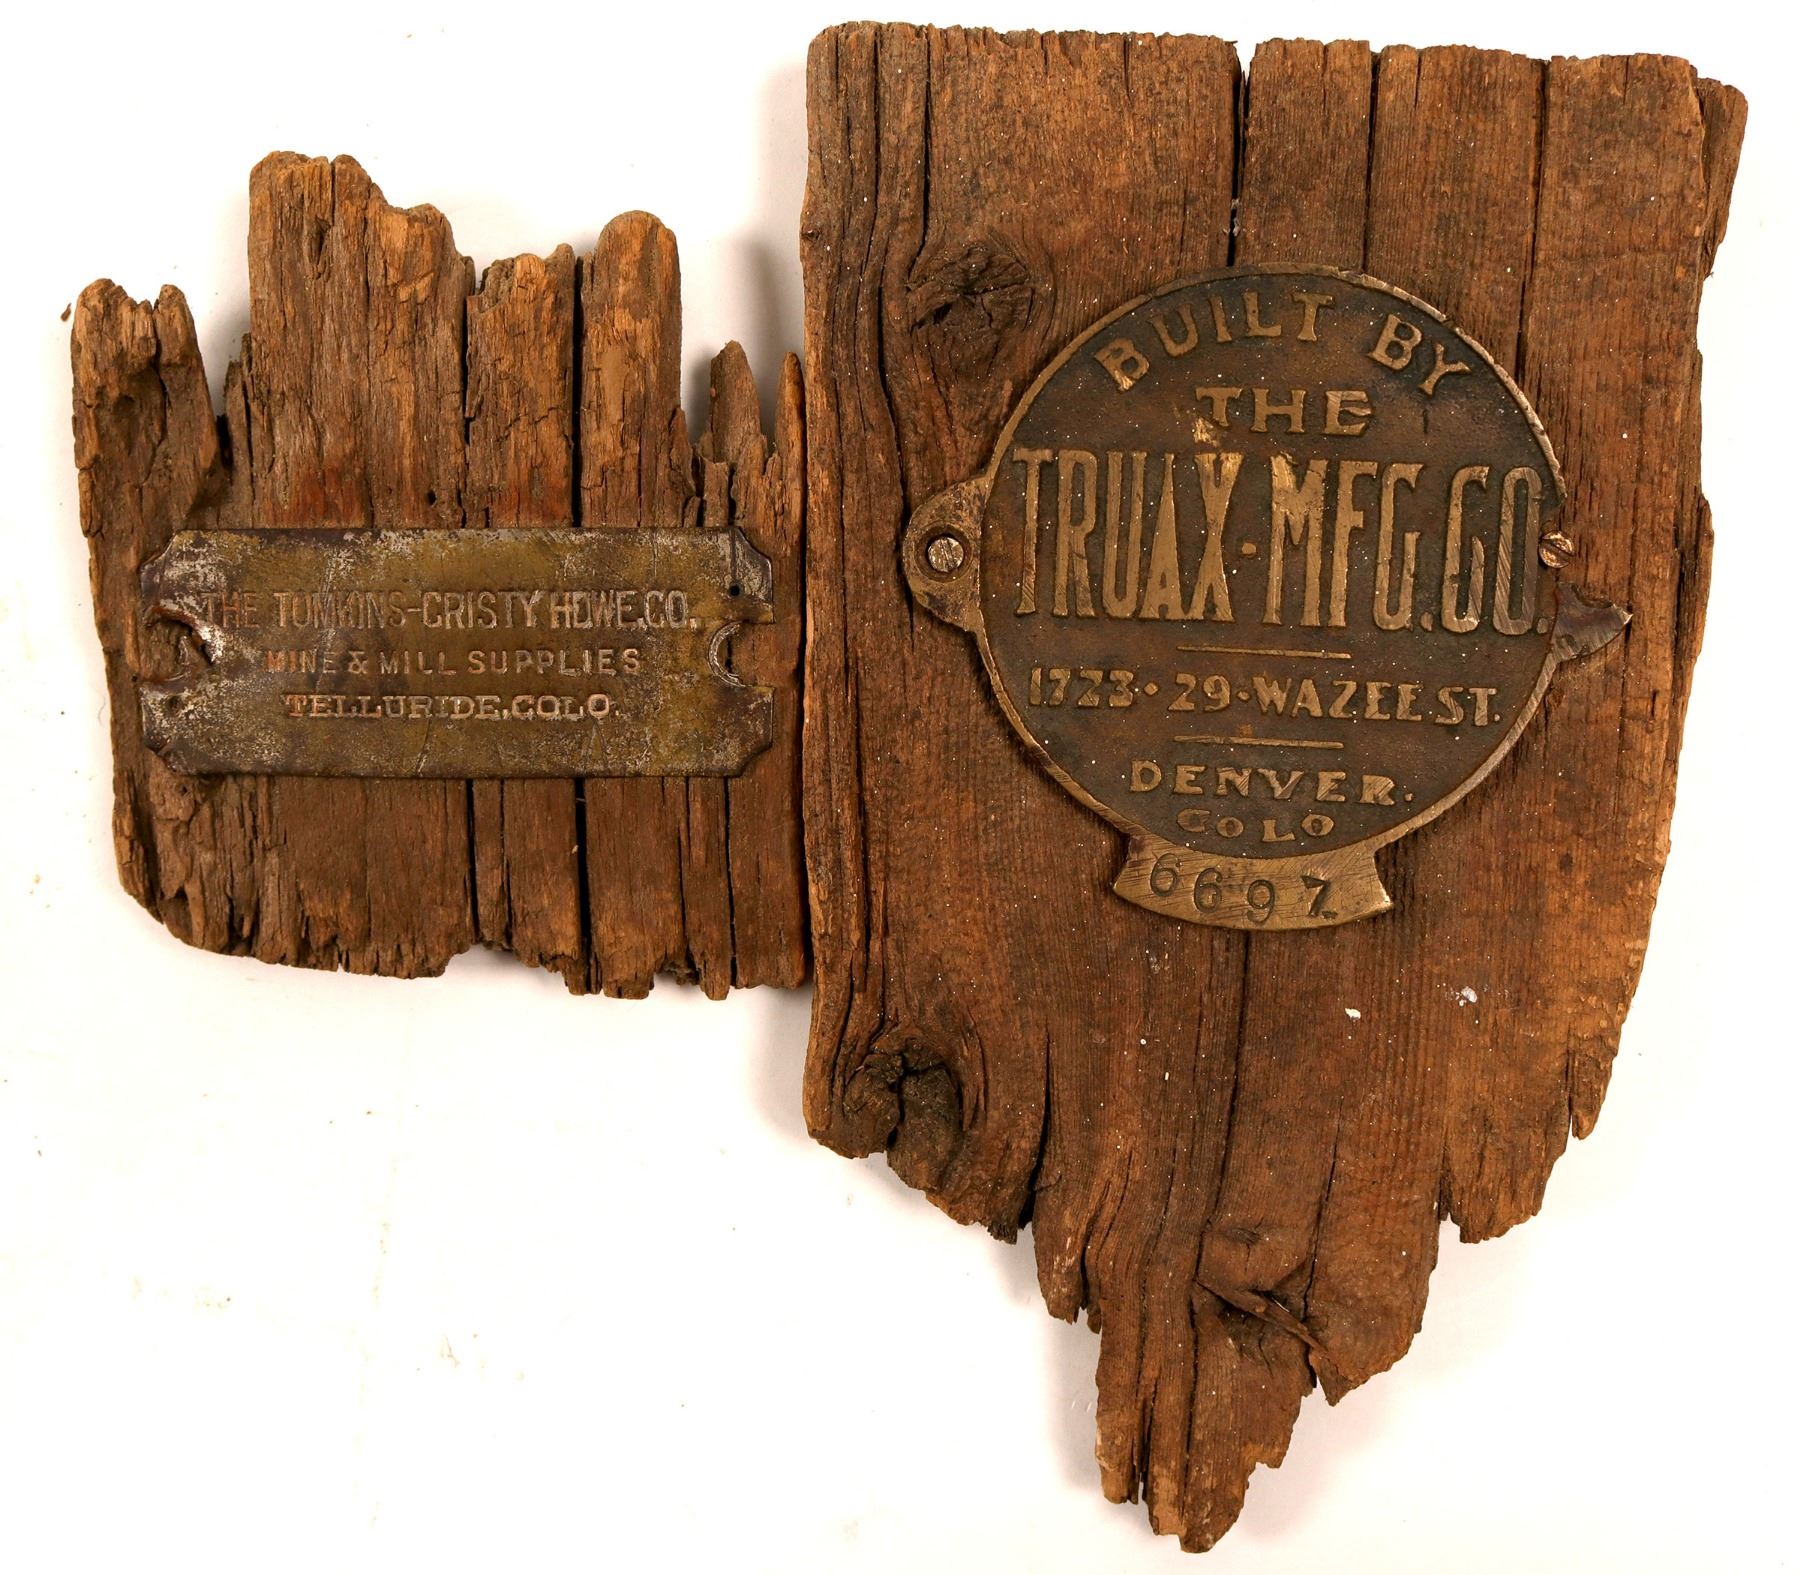 THE TOMKINS-CRISTY HDWE.CO.
MINE & MILL SUPPLIES
TELLURIDE, COLO.
BUILT BY
THE
TRUAX-MFG.CO.
1723·29·WAZEE ST.
DENVER.
COLO
6697